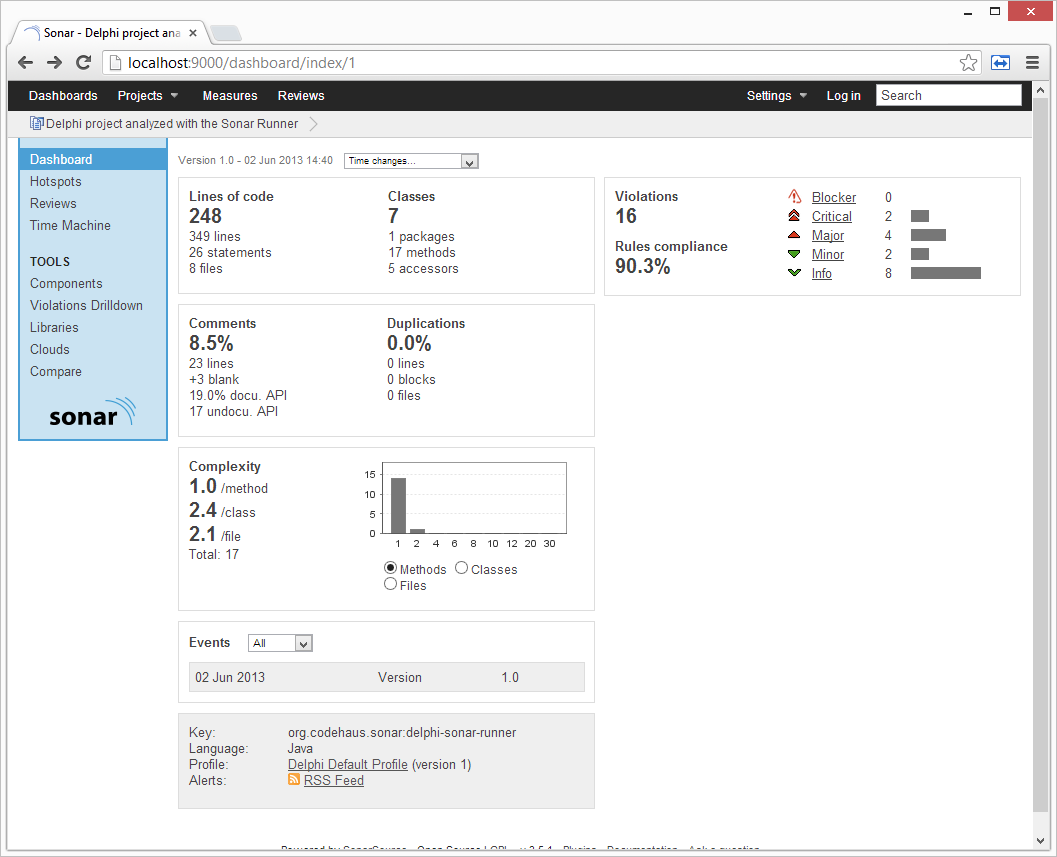 Sonar - Delphi project ana
localhost:9000/dashboard/index/1
Dashboards Projects Measures Reviews Settings Log in Search
Delphi project analyzed with the Sonar Runner
Dashboard
Hotspots
Reviews
Time Machine
TOOLS
Components
Violations Drilldown
Libraries
Clouds
Compare
sonar
Version 1.0 - 02 Jun 2013 14:40 Time changes...
Lines of code
248
349 lines
26 statements
8 files
Classes
7
1 packages
17 methods
5 accessors
Comments
8.5%
23 lines
+3 blank
19.0% docu. API
17 undocu. API
Duplications
0.0%
0 lines
0 blocks
0 files
Complexity
1.0 /method
2.4 /class
2.1 /file
Total: 17
15
10
5
0
1 2 4 6 8 10 12 20 30
Methods Classes
Files
Events All
02 Jun 2013 Version 1.0
Key: org.codehaus.sonar:delphi-sonar-runner
Language: Java
Profile: Delphi Default Profile (version 1)
Alerts: RSS Feed
Violations
16
Rules compliance
90.3%
Blocker 0
Critical 2
Major 4
Minor 2
Info 8